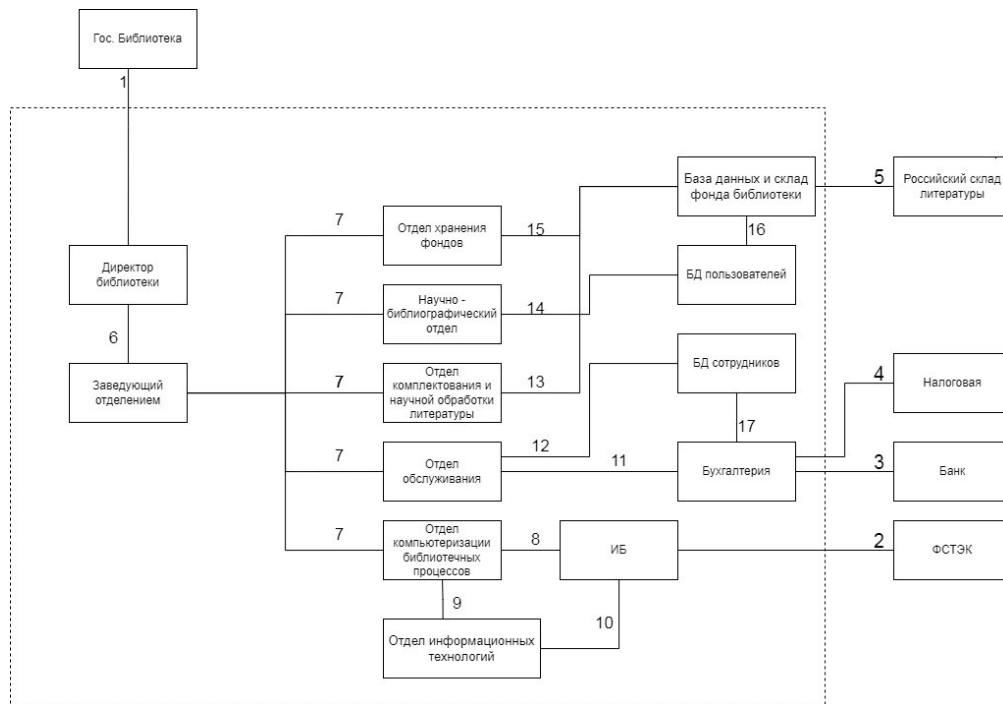 Гос. Библиотека
1
База данных и склад
фонда библиотеки
5
Российский склад
литературы
7
Отдел хранения
фондов
15
16
Директор
библиотеки
БД пользователей
7
Научно -
библиографический
отдел
14
6
БД сотрудников
4
Налоговая
Заведующий
отделением
7
Отдел
комплектования и
научной обработки
литературы
13
17
7
Отдел
обслуживания
12
11
Бухгалтерия
3
Банк
7
Отдел
компьютеризации
библиотечных
процессов
8
ИБ
2
ФСТЭК
9
10
Отдел информационных
технологий